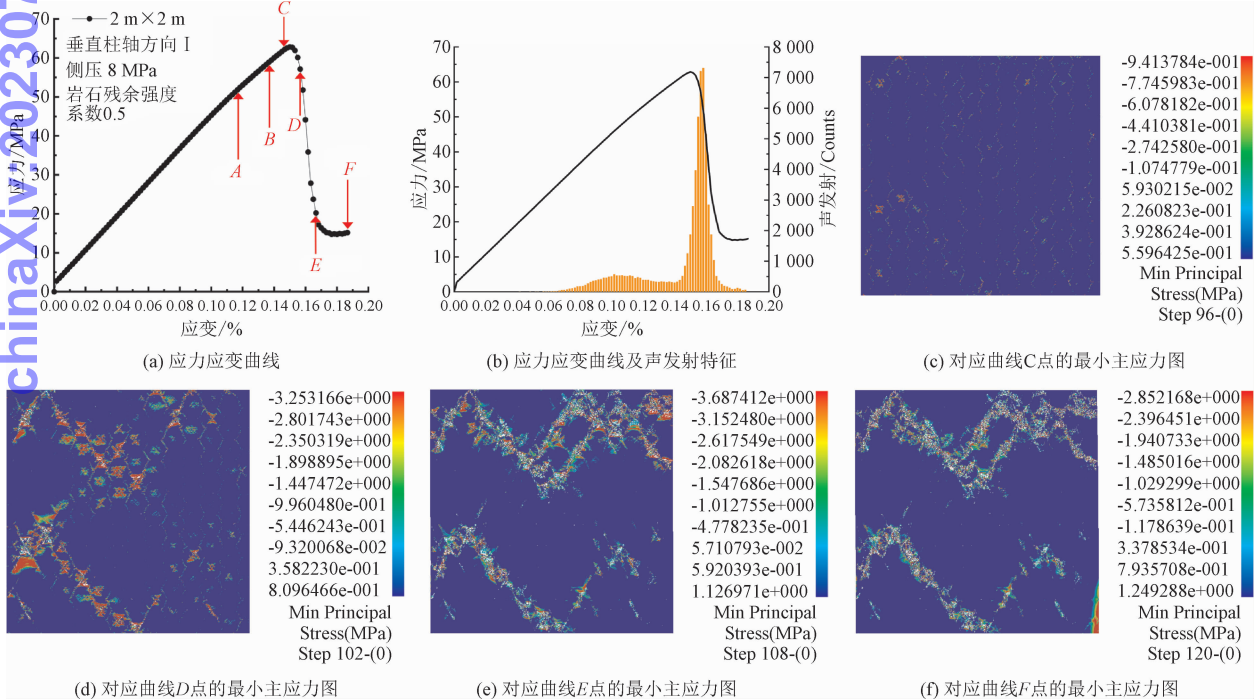 chinaXiv:202307
70
60
50
40
30
20
10
0
应力/MPa
2 m×2 m
垂直柱轴方向 I
侧压 8 MPa
岩石残余强度
系数0.5
A
B
C
D
E
F
0.00 0.02 0.04 0.06 0.08 0.10 0.12 0.14 0.16 0.18 0.20
应变/%
(a) 应力应变曲线
70
60
50
40
30
20
10
0
应力/MPa
8 000
7 000
6 000
5 000
4 000
3 000
2 000
1 000
0
声发射/Counts
0.00 0.02 0.04 0.06 0.08 0.10 0.12 0.14 0.16 0.18 0.20
应变/%
(b) 应力应变曲线及声发射特征
-9.413784e-001
-7.745983e-001
-6.078182e-001
-4.410381e-001
-2.742580e-001
-1.074779e-001
5.930215e-002
2.260823e-001
3.928624e-001
5.596425e-001
Min Principal
Stress(MPa)
Step 96-(0)
(c) 对应曲线C点的最小主应力图
-3.253166e+000
-2.801743e+000
-2.350319e+000
-1.898895e+000
-1.447472e+000
-9.960480e-001
-5.446243e-001
-9.320068e-002
3.582230e-001
8.096466e-001
Min Principal
Stress(MPa)
Step 102-(0)
(d) 对应曲线D点的最小主应力图
-3.687412e+000
-3.152480e+000
-2.617549e+000
-2.082618e+000
-1.547686e+000
-1.012755e+000
-4.778235e-001
5.710793e-002
5.920393e-001
1.126971e+000
Min Principal
Stress(MPa)
Step 108-(0)
(e) 对应曲线E点的最小主应力图
-2.852168e+000
-2.396451e+000
-1.940733e+000
-1.485016e+000
-1.029299e+000
-5.735812e-001
-1.178639e-001
3.378534e-001
7.935708e-001
1.249288e+000
Min Principal
Stress(MPa)
Step 120-(0)
(f) 对应曲线F点的最小主应力图